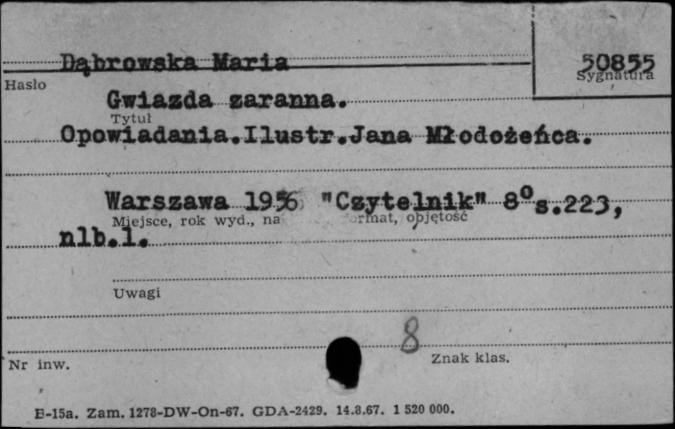 Dąbrowska Maria
50855
Hasło
Sygnatura
Gwiazda zaranna.
Tytuł
Opowiadania.Ilustr.Jana Młodożeńca.
Warszawa 1956 "Czytelnik" 8⁰s.223,
Miejsce, rok wyd., na ormat, objętość
nlb.1.
Uwagi
8
Nr inw.
Znak klas.
E-15a. Zam. 1278-DW-On-67. GDA-2429. 14.8.67. 1 520 000.